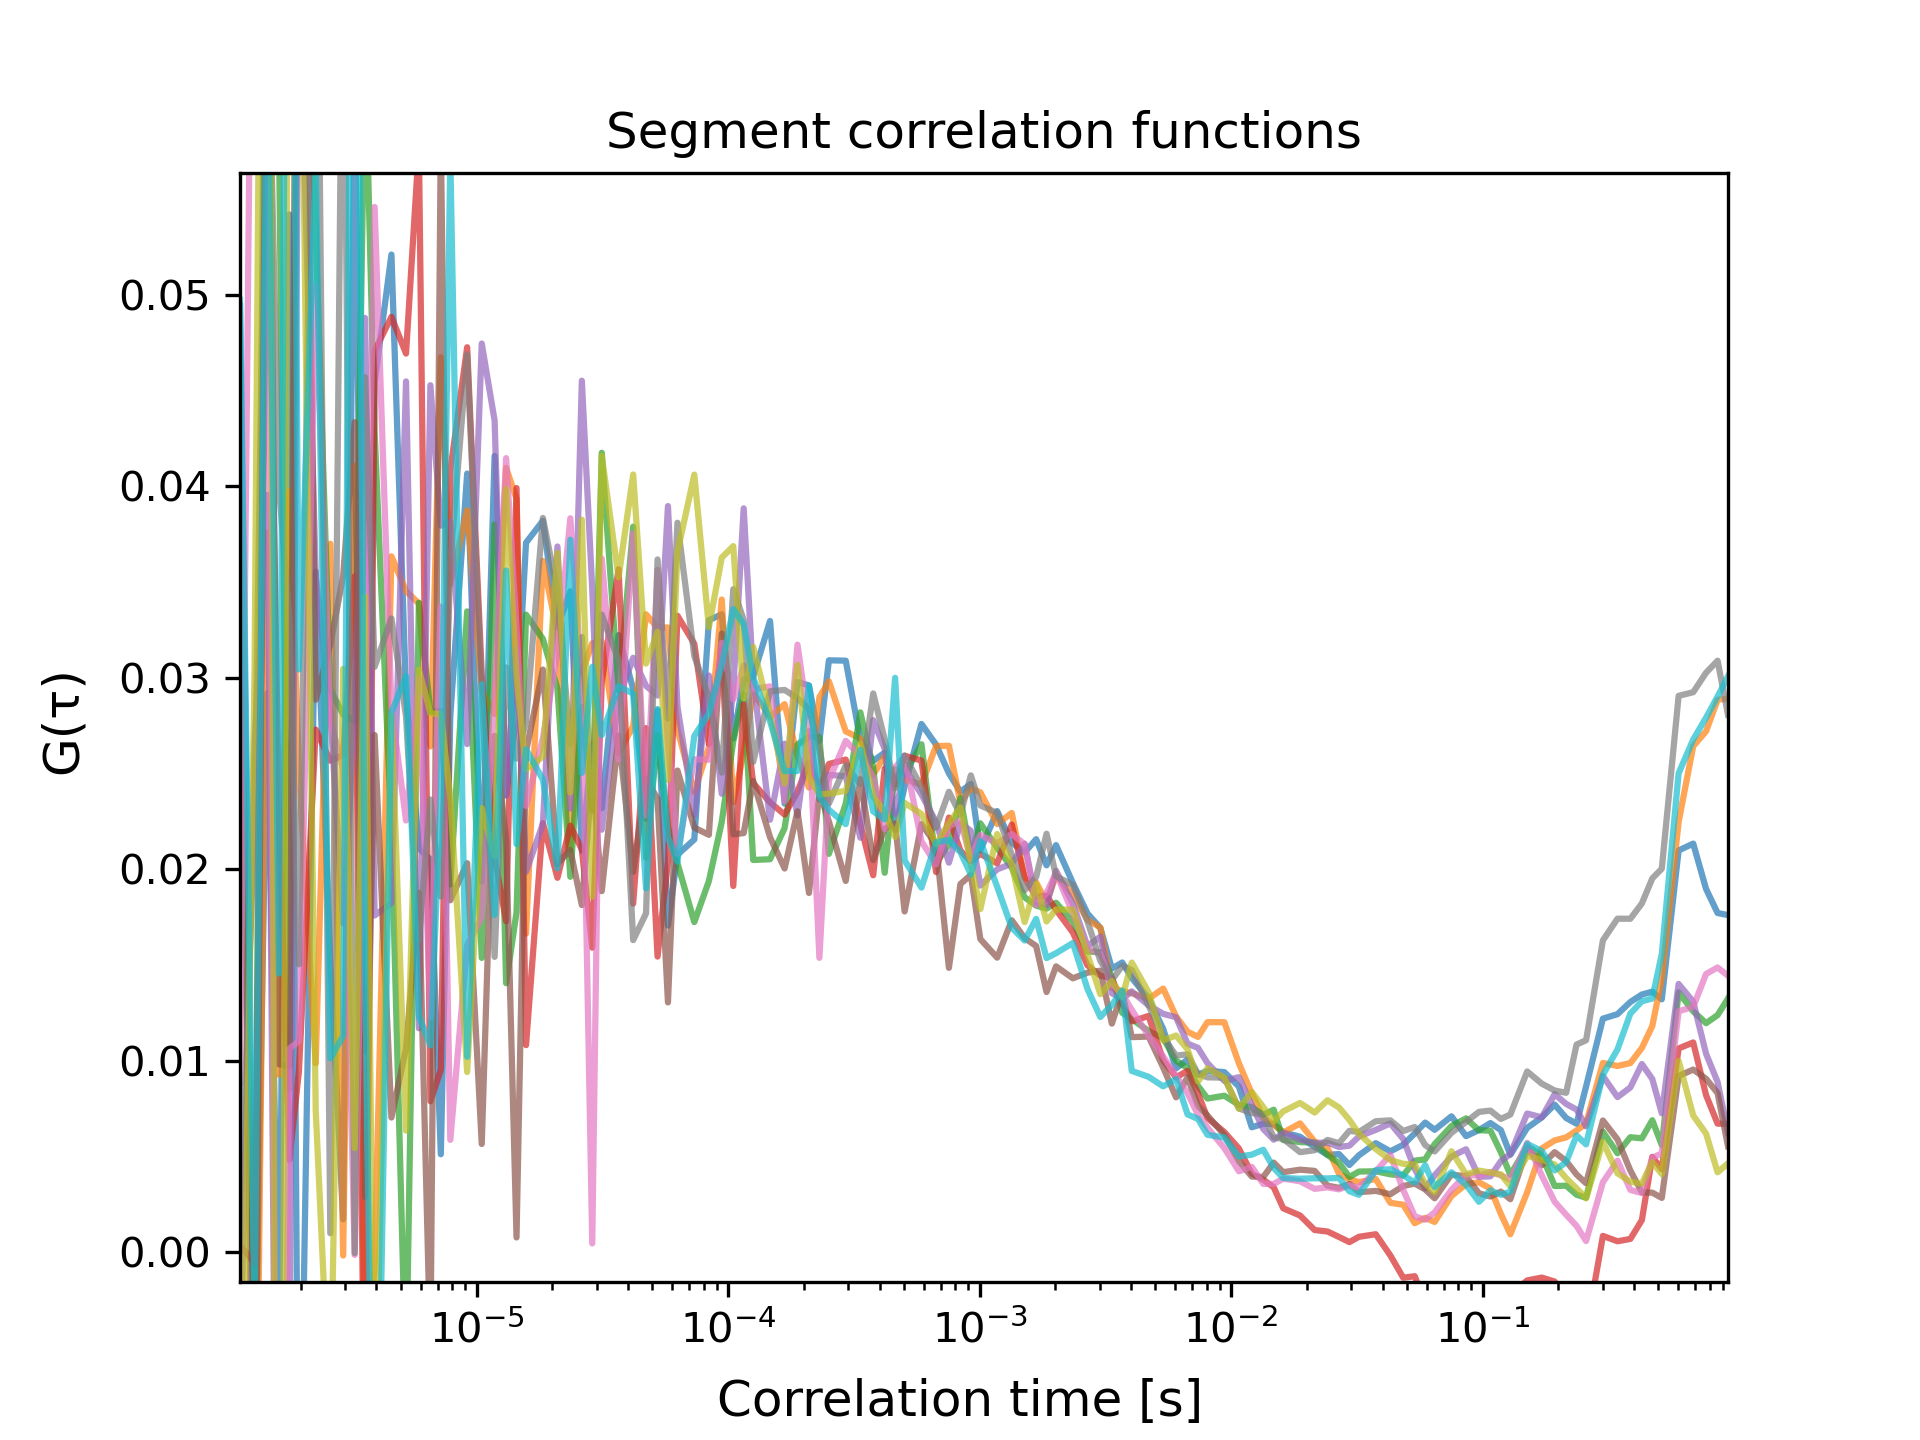 Segment correlation functions
G(τ)
0.05
0.04
0.03
0.02
0.01
0.00
10⁻⁵ 10⁻⁴ 10⁻³ 10⁻² 10⁻¹
Correlation time [s]